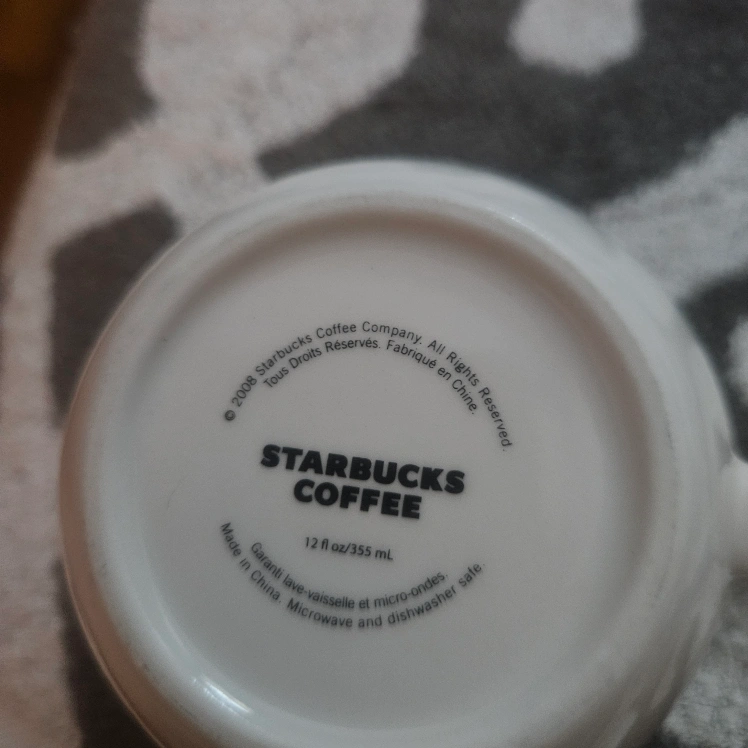 © 2008 Starbucks Coffee Company. All Rights Reserved.
Tous Droits Réservés. Fabriqué en Chine.
STARBUCKS
COFFEE
12 fl oz/355 mL
Garanti lave-vaisselle et micro-ondes.
Made in China. Microwave and dishwasher safe.